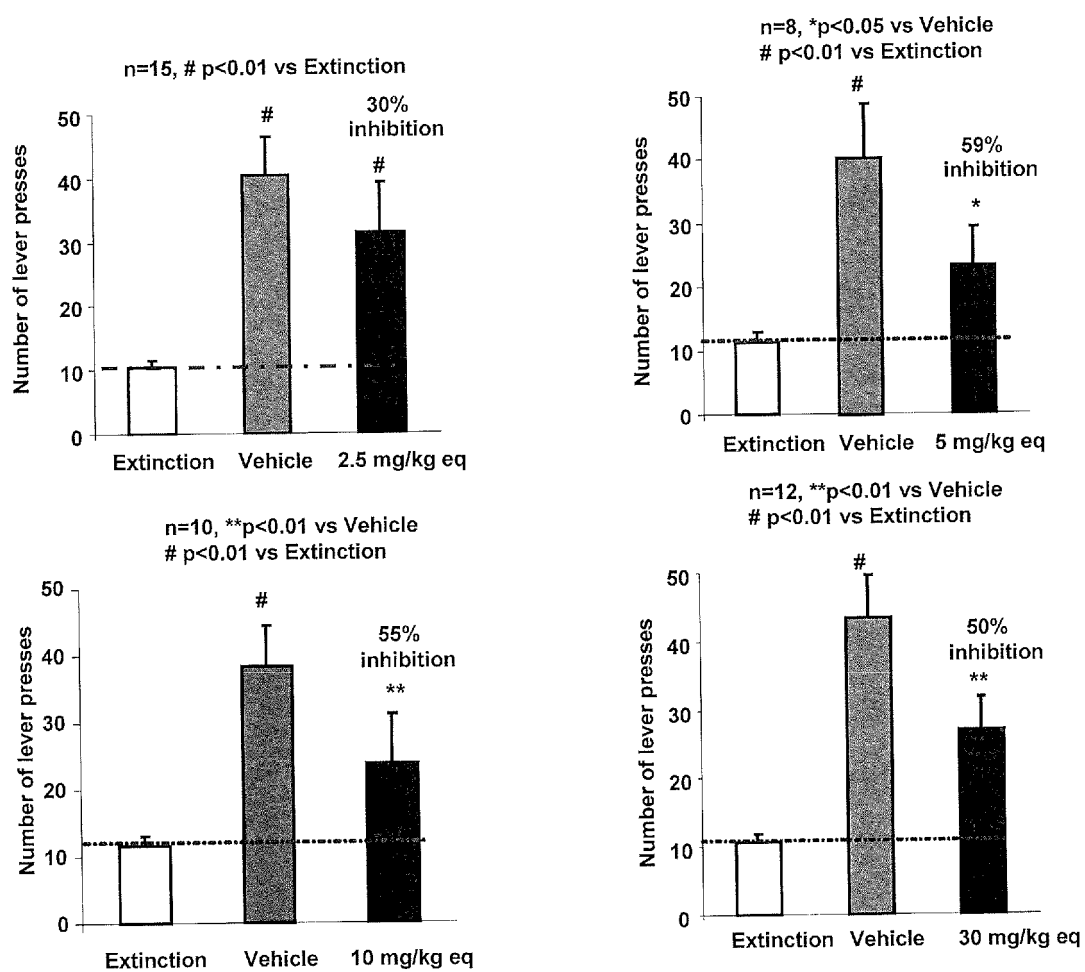 n=15, # p<0.01 vs Extinction
Number of lever presses
50
40
30
20
10
0
#
30%
inhibition
#
Extinction Vehicle 2.5 mg/kg eq
n=8, *p<0.05 vs Vehicle
# p<0.01 vs Extinction
Number of lever presses
50
40
30
20
10
0
#
59%
inhibition
*
Extinction Vehicle 5 mg/kg eq
n=10, **p<0.01 vs Vehicle
# p<0.01 vs Extinction
Number of lever presses
50
40
30
20
10
0
#
55%
inhibition
**
Extinction Vehicle 10 mg/kg eq
n=12, **p<0.01 vs Vehicle
# p<0.01 vs Extinction
Number of lever presses
50
40
30
20
10
0
#
50%
inhibition
**
Extinction Vehicle 30 mg/kg eq